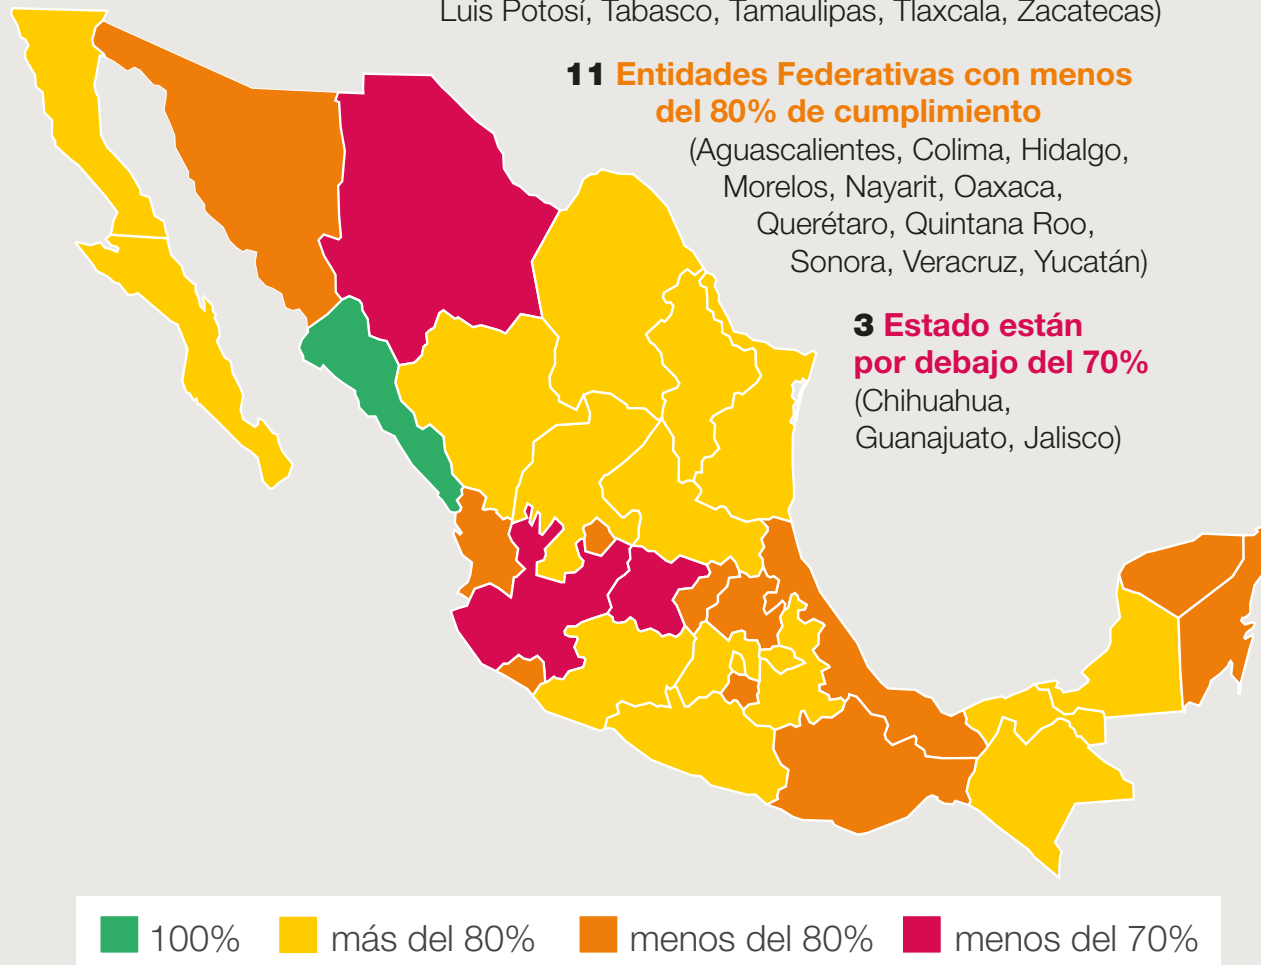 Luis Potosí, Tabasco, Tamaulipas, Tlaxcala, Zacatecas)
11 Entidades Federativas con menos
del 80% de cumplimiento
(Aguascalientes, Colima, Hidalgo,
Morelos, Nayarit, Oaxaca,
Querétaro, Quintana Roo,
Sonora, Veracruz, Yucatán)
3 Estado están
por debajo del 70%
(Chihuahua,
Guanajuato, Jalisco)
100% más del 80% menos del 80% menos del 70%